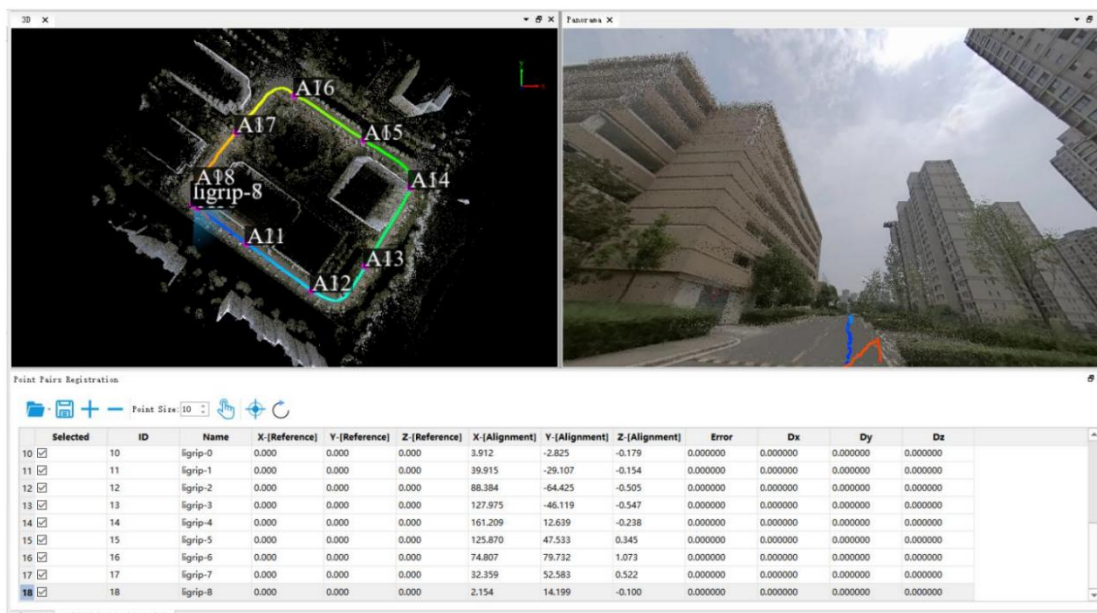 3D
Panorama
A16
A17
A15
A18
A14
ligrip-8
A11
A13
A12
Point Pairs Registration
Point Size: 10
Selected ID Name X-[Reference] Y-[Reference] Z-[Reference] X-[Alignment] Y-[Alignment] Z-[Alignment] Error Dx Dy Dz
10 10 ligrip-0 0.000 0.000 0.000 3.912 -2.825 -0.179 0.000000 0.000000 0.000000 0.000000
11 11 ligrip-1 0.000 0.000 0.000 39.915 -29.107 -0.154 0.000000 0.000000 0.000000 0.000000
12 12 ligrip-2 0.000 0.000 0.000 88.384 -64.425 -0.505 0.000000 0.000000 0.000000 0.000000
13 13 ligrip-3 0.000 0.000 0.000 127.975 -46.119 -0.547 0.000000 0.000000 0.000000 0.000000
14 14 ligrip-4 0.000 0.000 0.000 161.209 12.639 -0.238 0.000000 0.000000 0.000000 0.000000
15 15 ligrip-5 0.000 0.000 0.000 125.870 47.533 0.345 0.000000 0.000000 0.000000 0.000000
16 16 ligrip-6 0.000 0.000 0.000 74.807 79.732 1.073 0.000000 0.000000 0.000000 0.000000
17 17 ligrip-7 0.000 0.000 0.000 32.359 52.583 0.522 0.000000 0.000000 0.000000 0.000000
18 18 ligrip-8 0.000 0.000 0.000 2.154 14.199 -0.100 0.000000 0.000000 0.000000 0.000000